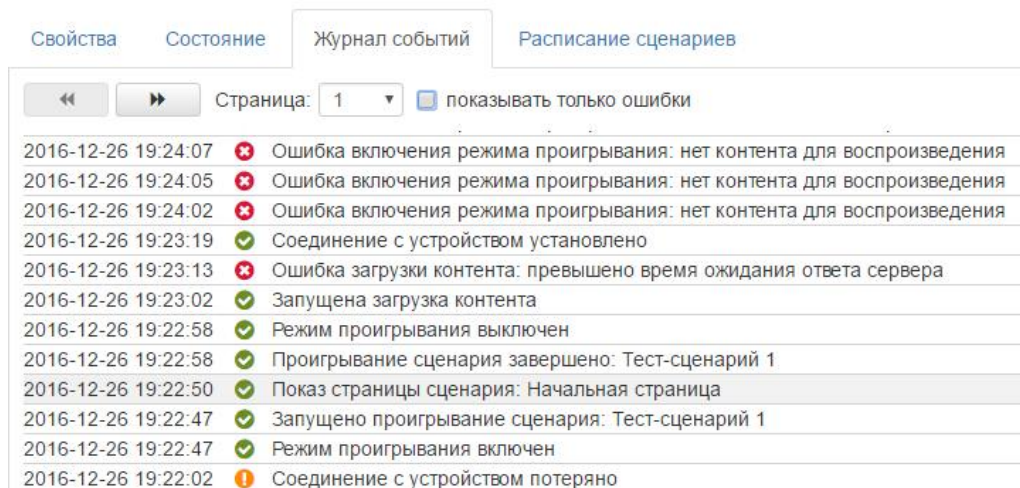 Свойства Состояние Журнал событий Расписание сценариев
Страница: 1 показывать только ошибки
2016-12-26 19:24:07 Ошибка включения режима проигрывания: нет контента для воспроизведения
2016-12-26 19:24:05 Ошибка включения режима проигрывания: нет контента для воспроизведения
2016-12-26 19:24:02 Ошибка включения режима проигрывания: нет контента для воспроизведения
2016-12-26 19:23:19 Соединение с устройством установлено
2016-12-26 19:23:13 Ошибка загрузки контента: превышено время ожидания ответа сервера
2016-12-26 19:23:02 Запущена загрузка контента
2016-12-26 19:22:58 Режим проигрывания выключен
2016-12-26 19:22:58 Проигрывание сценария завершено: Тест-сценарий 1
2016-12-26 19:22:50 Показ страницы сценария: Начальная страница
2016-12-26 19:22:47 Запущено проигрывание сценария: Тест-сценарий 1
2016-12-26 19:22:47 Режим проигрывания включен
2016-12-26 19:22:02 Соединение с устройством потеряно